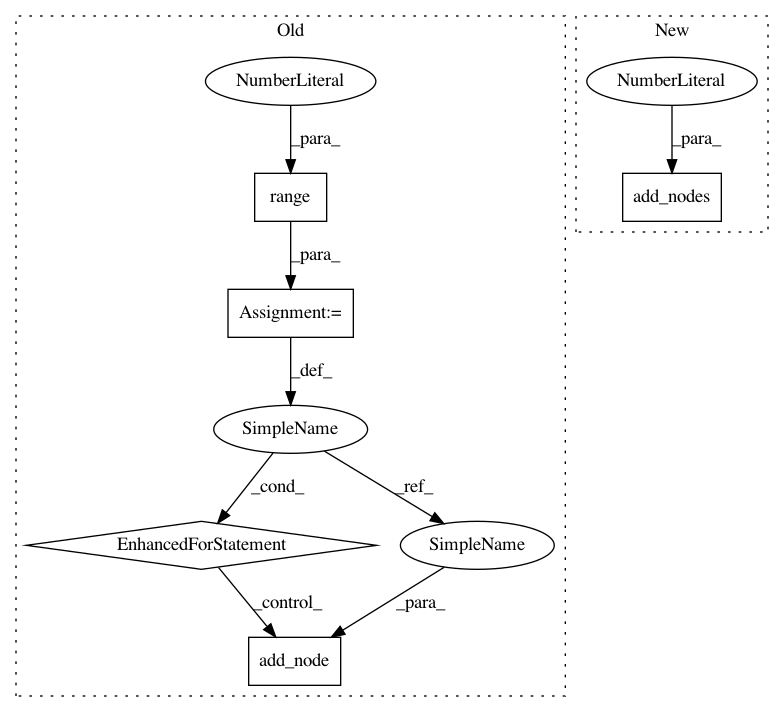 Old
New
NumberLiteral
NumberLiteral
_para_
_para_
range
add_nodes
_para_
Assignment:=
_def_
SimpleName
_cond_
_ref_
EnhancedForStatement
SimpleName
_control_
_para_
add_node